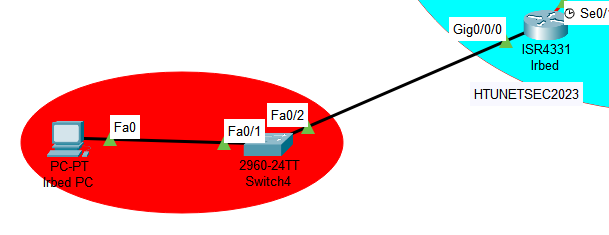 Se0/
Gig0/0/0
ISR4331
Irbed
HTUNETSEC2023
Fa0/2
Fa0
Fa0/1
PC-PT
Irbed PC
2960-24TT
Switch4